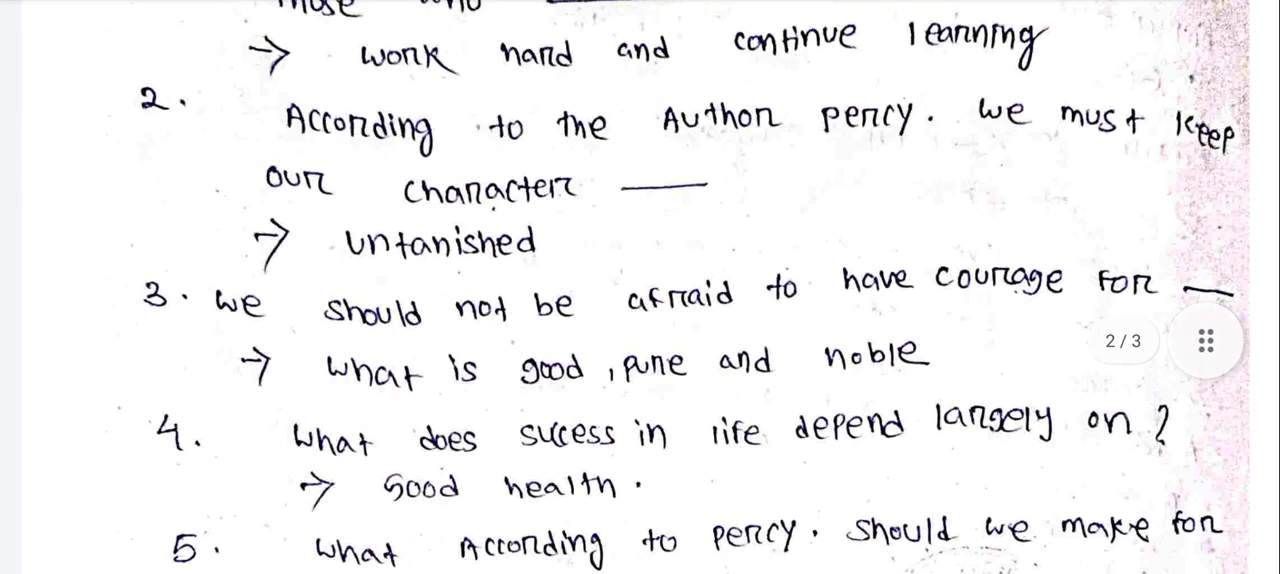 → work hard and continue learning
2. According to the Author percy. we must keep
our character —
→ untanished
3. we should not be afraid to have courage for —
→ what is good, pure and noble
2/3
4. what does sucess in life depend largely on?
→ Good health.
5. what According to percy. should we make for